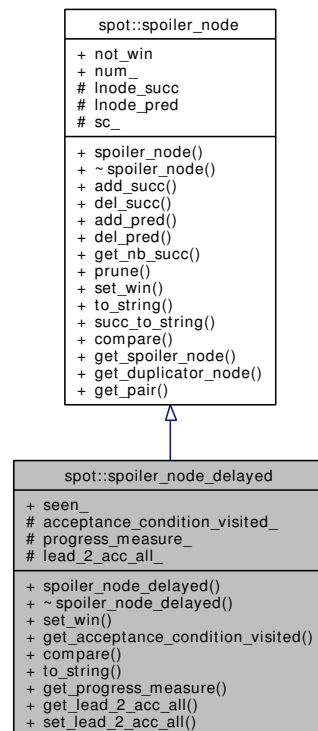 spot::spoiler_node
+ not_win
+ num_
# lnode_succ
# lnode_pred
# sc_
+ spoiler_node()
+ ~spoiler_node()
+ add_succ()
+ del_succ()
+ add_pred()
+ del_pred()
+ get_nb_succ()
+ prune()
+ set_win()
+ to_string()
+ succ_to_string()
+ compare()
+ get_spoiler_node()
+ get_duplicator_node()
+ get_pair()
spot::spoiler_node_delayed
+ seen_
# acceptance_condition_visited_
# progress_measure_
# lead_2_acc_all_
+ spoiler_node_delayed()
+ ~spoiler_node_delayed()
+ set_win()
+ get_acceptance_condition_visited()
+ compare()
+ to_string()
+ get_progress_measure()
+ get_lead_2_acc_all()
+ set_lead_2_acc_all()